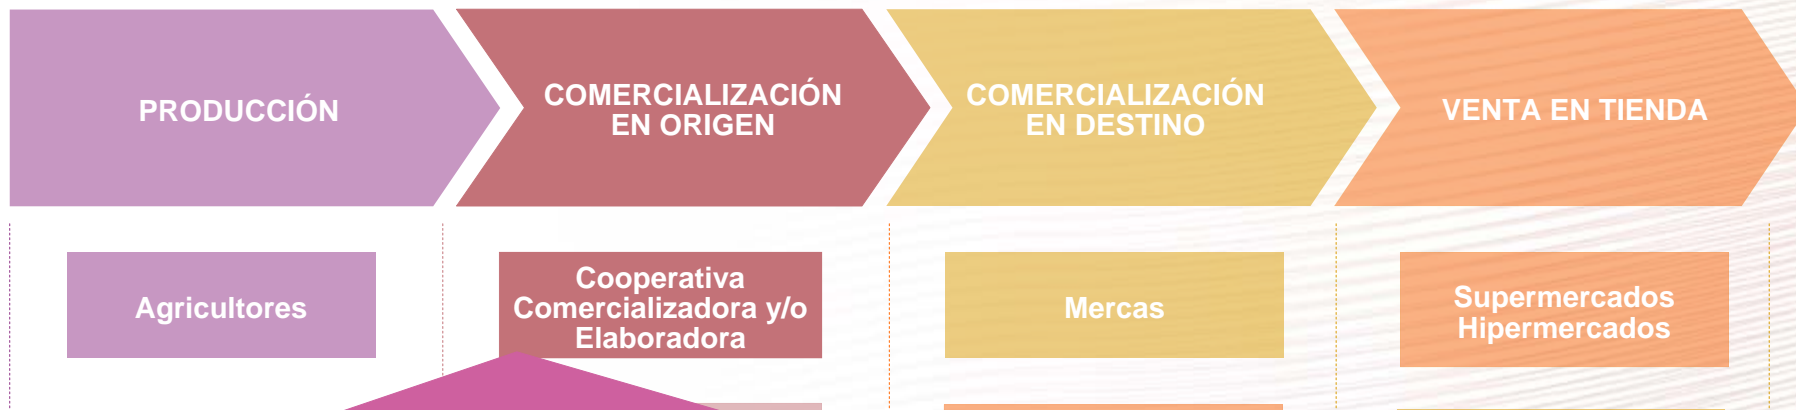 PRODUCCIÓN
COMERCIALIZACIÓN
EN ORIGEN
COMERCIALIZACIÓN
EN DESTINO
VENTA EN TIENDA
Agricultores
Cooperativa
Comercializadora y/o
Elaboradora
Mercas
Supermercados
Hipermercados